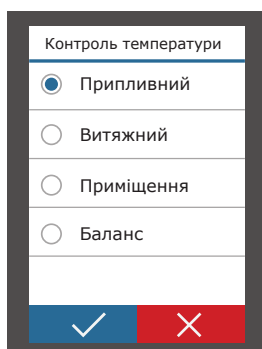 Контроль температури
Припливний
Витяжний
Приміщення
Баланс